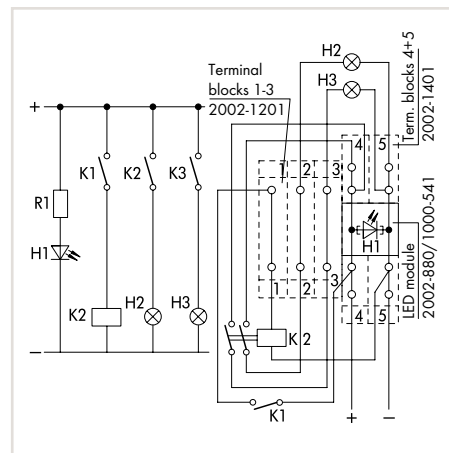 H2
H3
Terminal
blocks 1-3
2002-1201
Term. blocks 4+5
2002-1401
+
K1
K2
K3
R1
H1
K2
H2
H3
−
1
2
3
4
5
H1
LED module
2002-880/1000-541
1
2
3
4
5
K2
K1
+
−